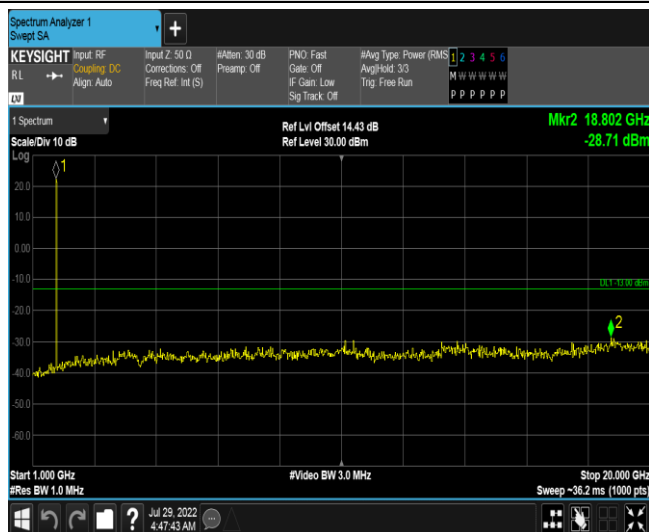 Spectrum Analyzer 1
Swept SA
KEYSIGHT
RL
LXI
Input: RF
Coupling: DC
Align: Auto
Input Z: 50 Ω
Corrections: Off
Freq Ref: Int (S)
#Atten: 30 dB
Preamp: Off
PNO: Fast
Gate: Off
IF Gain: Low
Sig Track: Off
#Avg Type: Power (RMS
Avg|Hold: 3/3
Trig: Free Run
1 2 3 4 5 6
M W W W W W
P P P P P P
1 Spectrum
Scale/Div 10 dB
Log
Ref Lvl Offset 14.43 dB
Ref Level 30.00 dBm
Mkr2 18.802 GHz
-28.71 dBm
1
20.0
10.0
0.00
-10.0
DL1 -13.00 dBm
2
-20.0
-30.0
-40.0
-50.0
-60.0
Start 1.000 GHz
#Res BW 1.0 MHz
#Video BW 3.0 MHz
Stop 20.000 GHz
Sweep ~36.2 ms (1000 pts)
?
Jul 29, 2022
4:47:43 AM